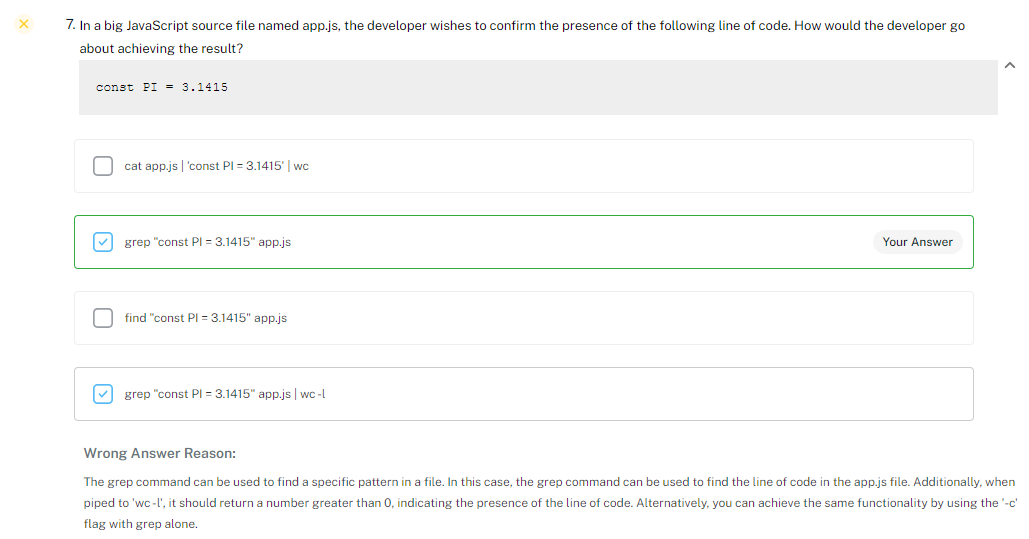 7. In a big JavaScript source file named app.js, the developer wishes to confirm the presence of the following line of code. How would the developer go
about achieving the result?
const PI = 3.1415
cat app.js | 'const PI = 3.1415' | wc
grep "const PI = 3.1415" app.js
Your Answer
find "const PI = 3.1415" app.js
grep "const PI = 3.1415" app.js | wc -l
Wrong Answer Reason:
The grep command can be used to find a specific pattern in a file. In this case, the grep command can be used to find the line of code in the app.js file. Additionally, when
piped to 'wc -l', it should return a number greater than 0, indicating the presence of the line of code. Alternatively, you can achieve the same functionality by using the '-c'
flag with grep alone.